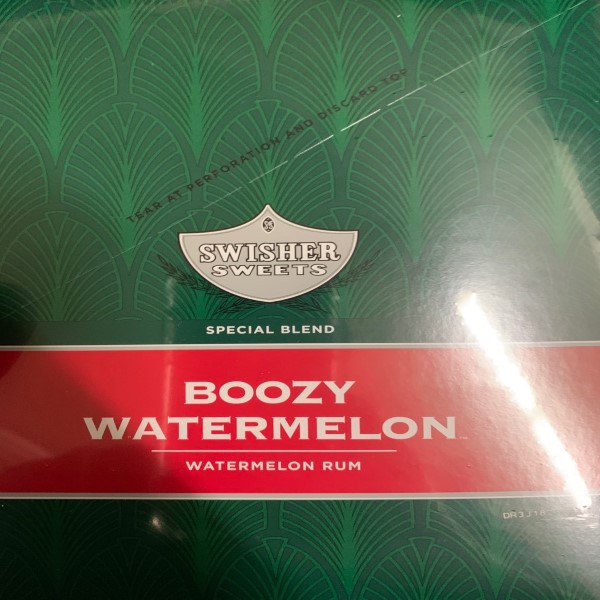 TEAR AT PERFORATION AND DISCARD TOP
SWISHER
SWEETS
SPECIAL BLEND
BOOZY
WATERMELON
WATERMELON RUM